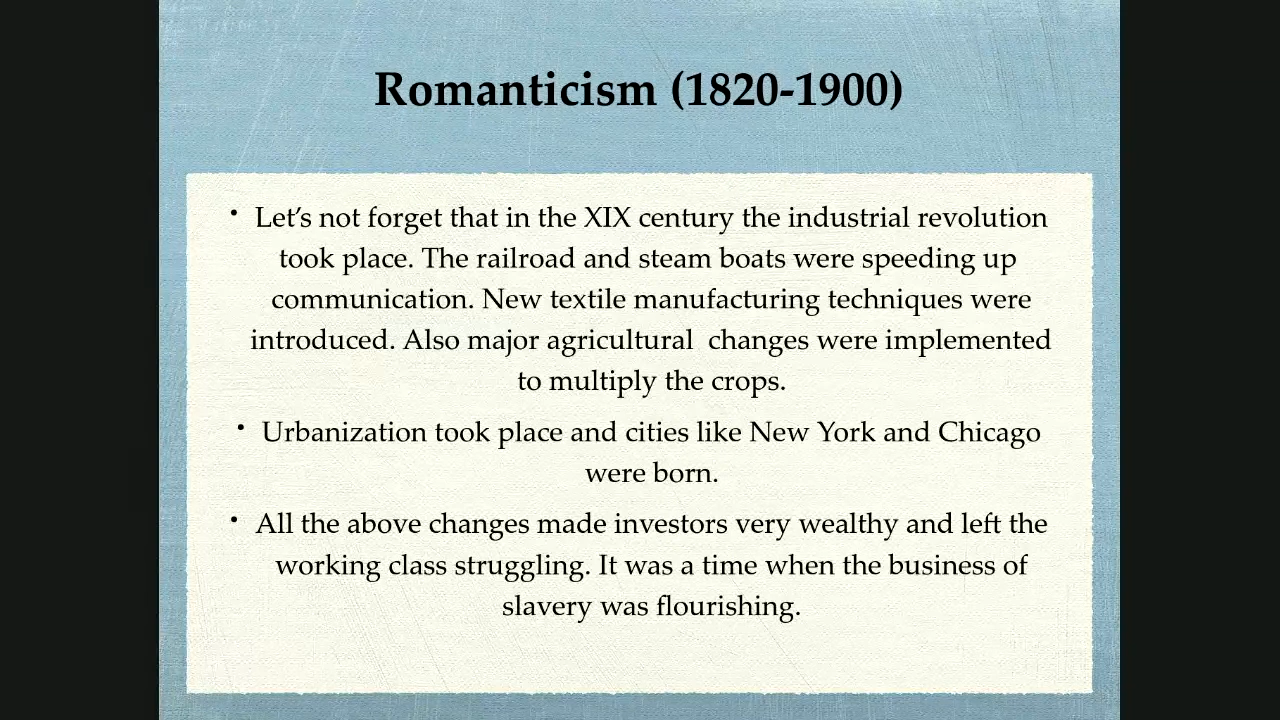 Romanticism (1820-1900)
• Let’s not forget that in the XIX century the industrial revolution
took place. The railroad and steam boats were speeding up
communication. New textile manufacturing techniques were
introduced. Also major agricultural  changes were implemented
to multiply the crops.
• Urbanization took place and cities like New York and Chicago
were born.
• All the above changes made investors very wealthy and left the
working class struggling. It was a time when the business of
slavery was flourishing.